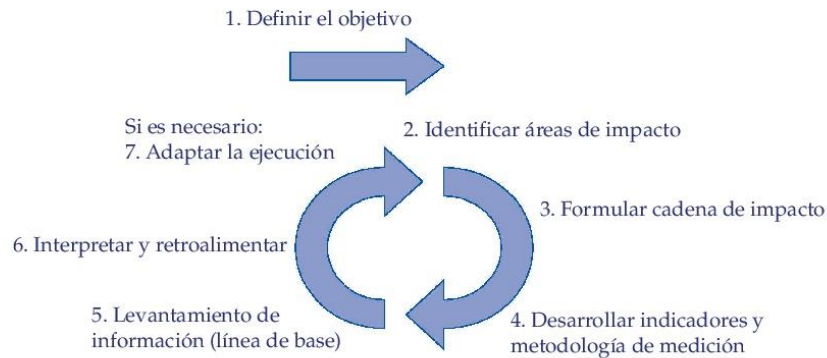 1. Definir el objetivo
Si es necesario:
7. Adaptar la ejecución
2. Identificar áreas de impacto
3. Formular cadena de impacto
6. Interpretar y retroalimentar
5. Levantamiento de
información (línea de base)
4. Desarrollar indicadores y
metodología de medición